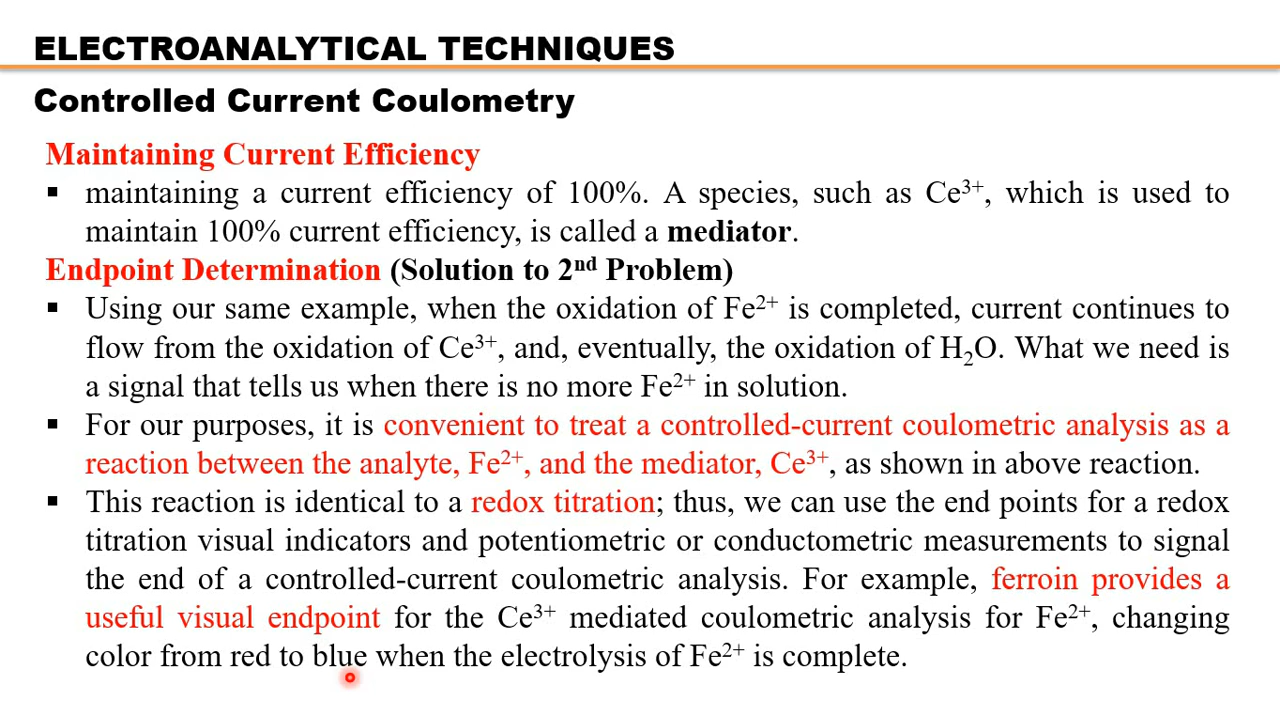 ELECTROANALYTICAL TECHNIQUES
Controlled Current Coulometry
Maintaining Current Efficiency
▪ maintaining a current efficiency of 100%. A species, such as Ce³⁺, which is used to
maintain 100% current efficiency, is called a mediator.
Endpoint Determination (Solution to 2ⁿᵈ Problem)
▪ Using our same example, when the oxidation of Fe²⁺ is completed, current continues to
flow from the oxidation of Ce³⁺, and, eventually, the oxidation of H₂O. What we need is
a signal that tells us when there is no more Fe²⁺ in solution.
▪ For our purposes, it is convenient to treat a controlled-current coulometric analysis as a
reaction between the analyte, Fe²⁺, and the mediator, Ce³⁺, as shown in above reaction.
▪ This reaction is identical to a redox titration; thus, we can use the end points for a redox
titration visual indicators and potentiometric or conductometric measurements to signal
the end of a controlled-current coulometric analysis. For example, ferroin provides a
useful visual endpoint for the Ce³⁺ mediated coulometric analysis for Fe²⁺, changing
color from red to blue when the electrolysis of Fe²⁺ is complete.